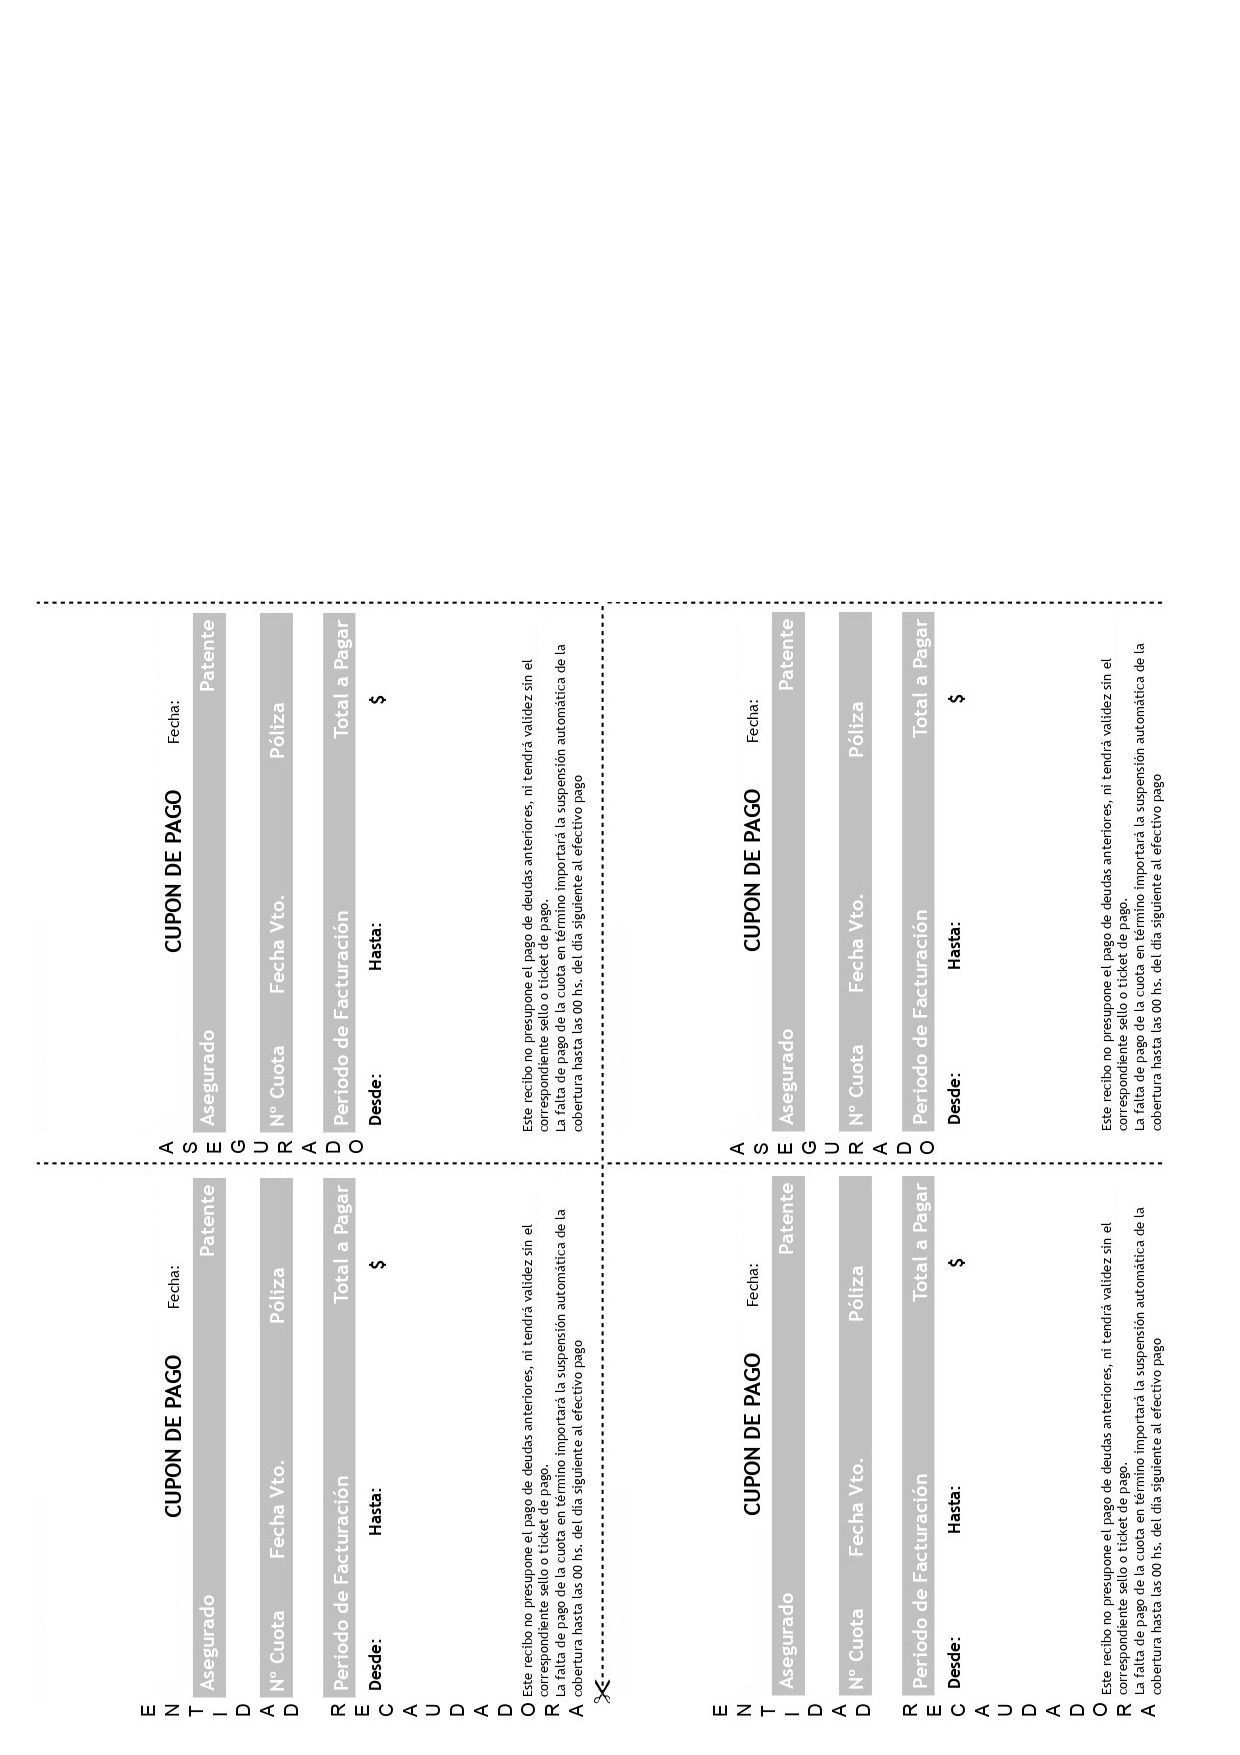 ENTIDAD RECAUDADORA
CUPON DE PAGO Fecha:
Asegurado Patente
Nº Cuota Fecha Vto. Póliza
Periodo de Facturación Total a Pagar
Desde: Hasta: $
Este recibo no presupone el pago de deudas anteriores, ni tendrá validez sin el
correspondiente sello o ticket de pago.
La falta de pago de la cuota en término importará la suspensión automática de la
cobertura hasta las 00 hs. del día siguiente al efectivo pago
ASEGURADO
CUPON DE PAGO Fecha:
Asegurado Patente
Nº Cuota Fecha Vto. Póliza
Periodo de Facturación Total a Pagar
Desde: Hasta: $
Este recibo no presupone el pago de deudas anteriores, ni tendrá validez sin el
correspondiente sello o ticket de pago.
La falta de pago de la cuota en término importará la suspensión automática de la
cobertura hasta las 00 hs. del día siguiente al efectivo pago
ENTIDAD RECAUDADORA
CUPON DE PAGO Fecha:
Asegurado Patente
Nº Cuota Fecha Vto. Póliza
Periodo de Facturación Total a Pagar
Desde: Hasta: $
Este recibo no presupone el pago de deudas anteriores, ni tendrá validez sin el
correspondiente sello o ticket de pago.
La falta de pago de la cuota en término importará la suspensión automática de la
cobertura hasta las 00 hs. del día siguiente al efectivo pago
ASEGURADO
CUPON DE PAGO Fecha:
Asegurado Patente
Nº Cuota Fecha Vto. Póliza
Periodo de Facturación Total a Pagar
Desde: Hasta: $
Este recibo no presupone el pago de deudas anteriores, ni tendrá validez sin el
correspondiente sello o ticket de pago.
La falta de pago de la cuota en término importará la suspensión automática de la
cobertura hasta las 00 hs. del día siguiente al efectivo pago